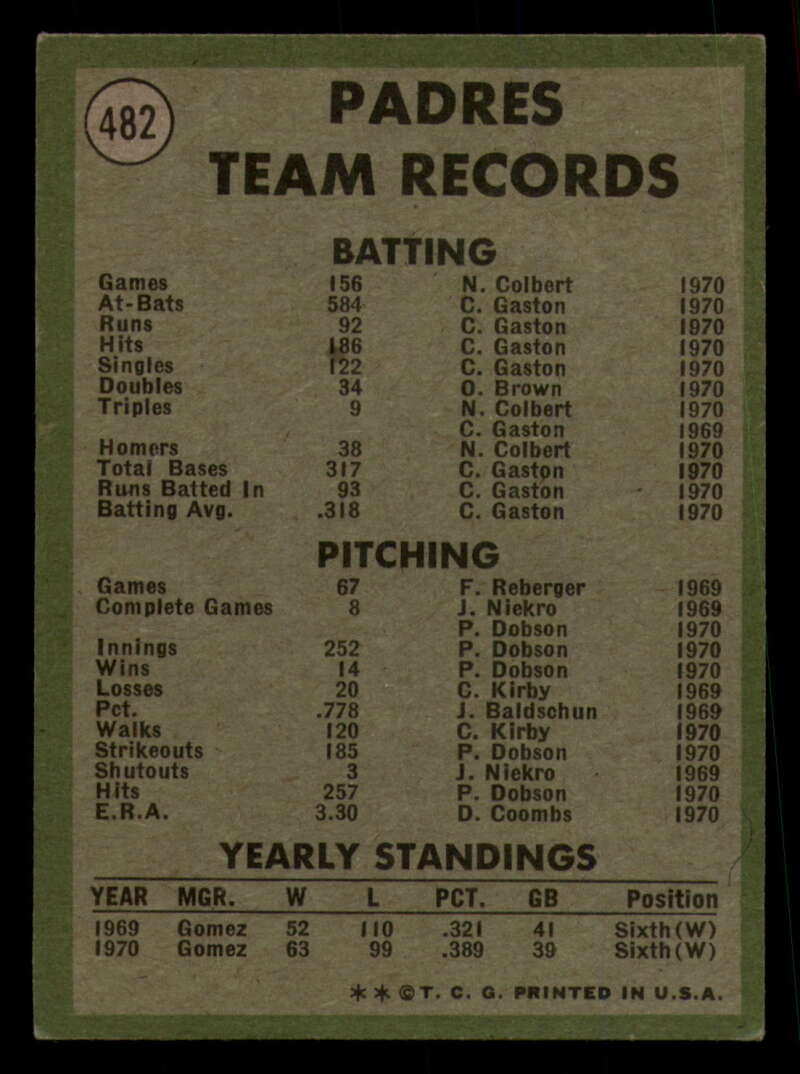 482
PADRES
TEAM RECORDS
BATTING
Games 156 N. Colbert 1970
At-Bats 584 C. Gaston 1970
Runs 92 C. Gaston 1970
Hits 186 C. Gaston 1970
Singles 122 C. Gaston 1970
Doubles 34 O. Brown 1970
Triples 9 N. Colbert 1970
C. Gaston 1969
Homers 38 N. Colbert 1970
Total Bases 317 C. Gaston 1970
Runs Batted In 93 C. Gaston 1970
Batting Avg. .318 C. Gaston 1970
PITCHING
Games 67 F. Reberger 1969
Complete Games 8 J. Niekro 1969
P. Dobson 1970
Innings 252 P. Dobson 1970
Wins 14 P. Dobson 1970
Losses 20 C. Kirby 1969
Pct. .778 J. Baldschun 1969
Walks 120 C. Kirby 1970
Strikeouts 185 P. Dobson 1970
Shutouts 3 J. Niekro 1969
Hits 257 P. Dobson 1970
E.R.A. 3.30 D. Coombs 1970
YEARLY STANDINGS
YEAR MGR. W L PCT. GB Position
1969 Gomez 52 110 .321 41 Sixth(W)
1970 Gomez 63 99 .389 39 Sixth(W)
**©T. C. G. PRINTED IN U.S.A.